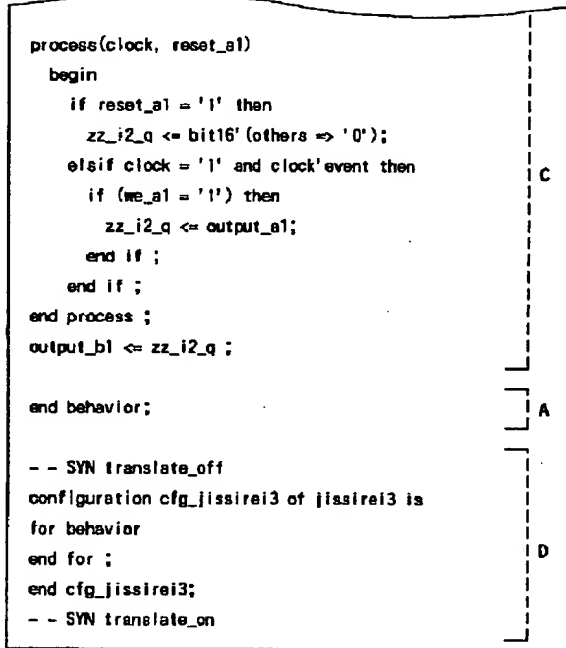 process(clock, reset_a1)
begin
if reset_a1 = '1' then
zz_i2_q <= bit16'(others => '0');
elsif clock = '1' and clock'event then
if (we_a1 = '1') then
zz_i2_q <= output_a1;
end if ;
end if ;
end process ;
output_b1 <= zz_i2_q ;
C
end behavior;
A
- - SYN translate_off
configuration cfg_jissirei3 of jissirei3 is
for behavior
end for ;
end cfg_jissirei3;
- - SYN translate_on
D